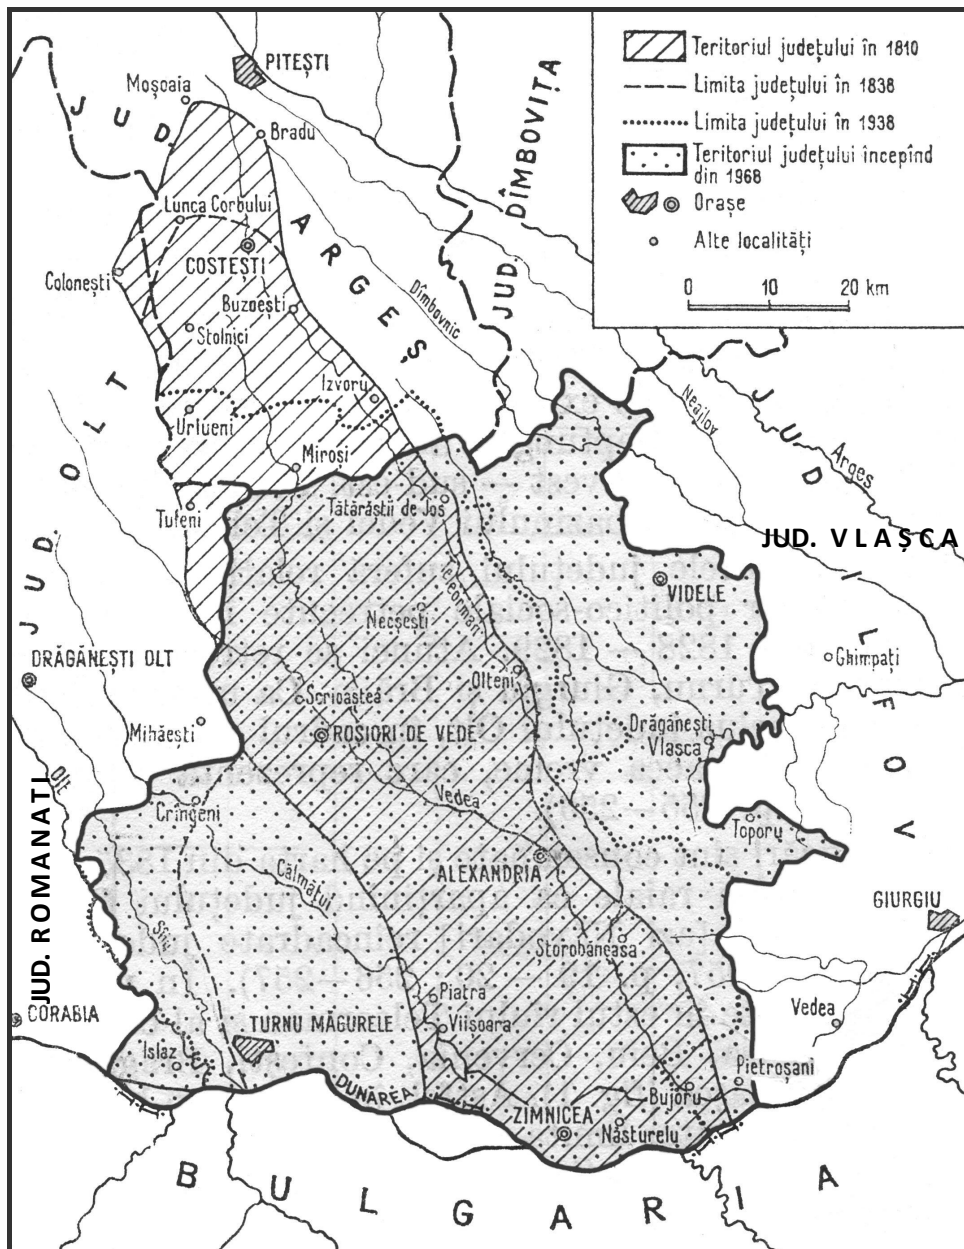 Teritoriul județului în 1810
Limita județului în 1838
Limita județului în 1938
Teritoriul județului începînd
din 1968
Orașe
Alte localități
0 10 20 km
PITEȘTI
Moșoaia
JUD.
Bradu
ARGEȘ
JUD.
DÎMBOVIȚA
Lunca Corbului
COSTEȘTI
Colonești
Buzoești
Stolnici
Dîmbovnic
Izvoru
Urlueni
Miroși
Tufeni
Tătărăștii de Jos
Neajlov
Argeș
JUD.
ILFOV
JUD. VLAȘCA
JUD.
OLT
VIDELE
Teleorman
Necșești
Olteni
Ghimpați
DRĂGĂNEȘTI OLT
Scrioaștea
Mihăești
ROȘIORI DE VEDE
Drăgănești
Vlașca
Olt
JUD. ROMANATI
Crîngeni
Vedea
Toporu
Călmățui
ALEXANDRIA
GIURGIU
Siul
Storobăneasa
Piatra
CORABIA
TURNU MĂGURELE
Viișoara
Vedea
Islaz
DUNĂREA
Pietroșani
Bujoru
ZIMNICEA
Năsturelu
BULGARIA